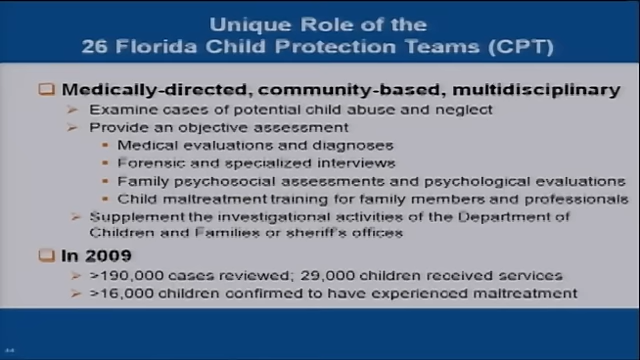 Unique Role of the
26 Florida Child Protection Teams (CPT)
Medically-directed, community-based, multidisciplinary
Examine cases of potential child abuse and neglect
Provide an objective assessment
Medical evaluations and diagnoses
Forensic and specialized interviews
Family psychosocial assessments and psychological evaluations
Child maltreatment training for family members and professionals
Supplement the investigational activities of the Department of
Children and Families or sheriff's offices
In 2009
>190,000 cases reviewed; 29,000 children received services
>16,000 children confirmed to have experienced maltreatment